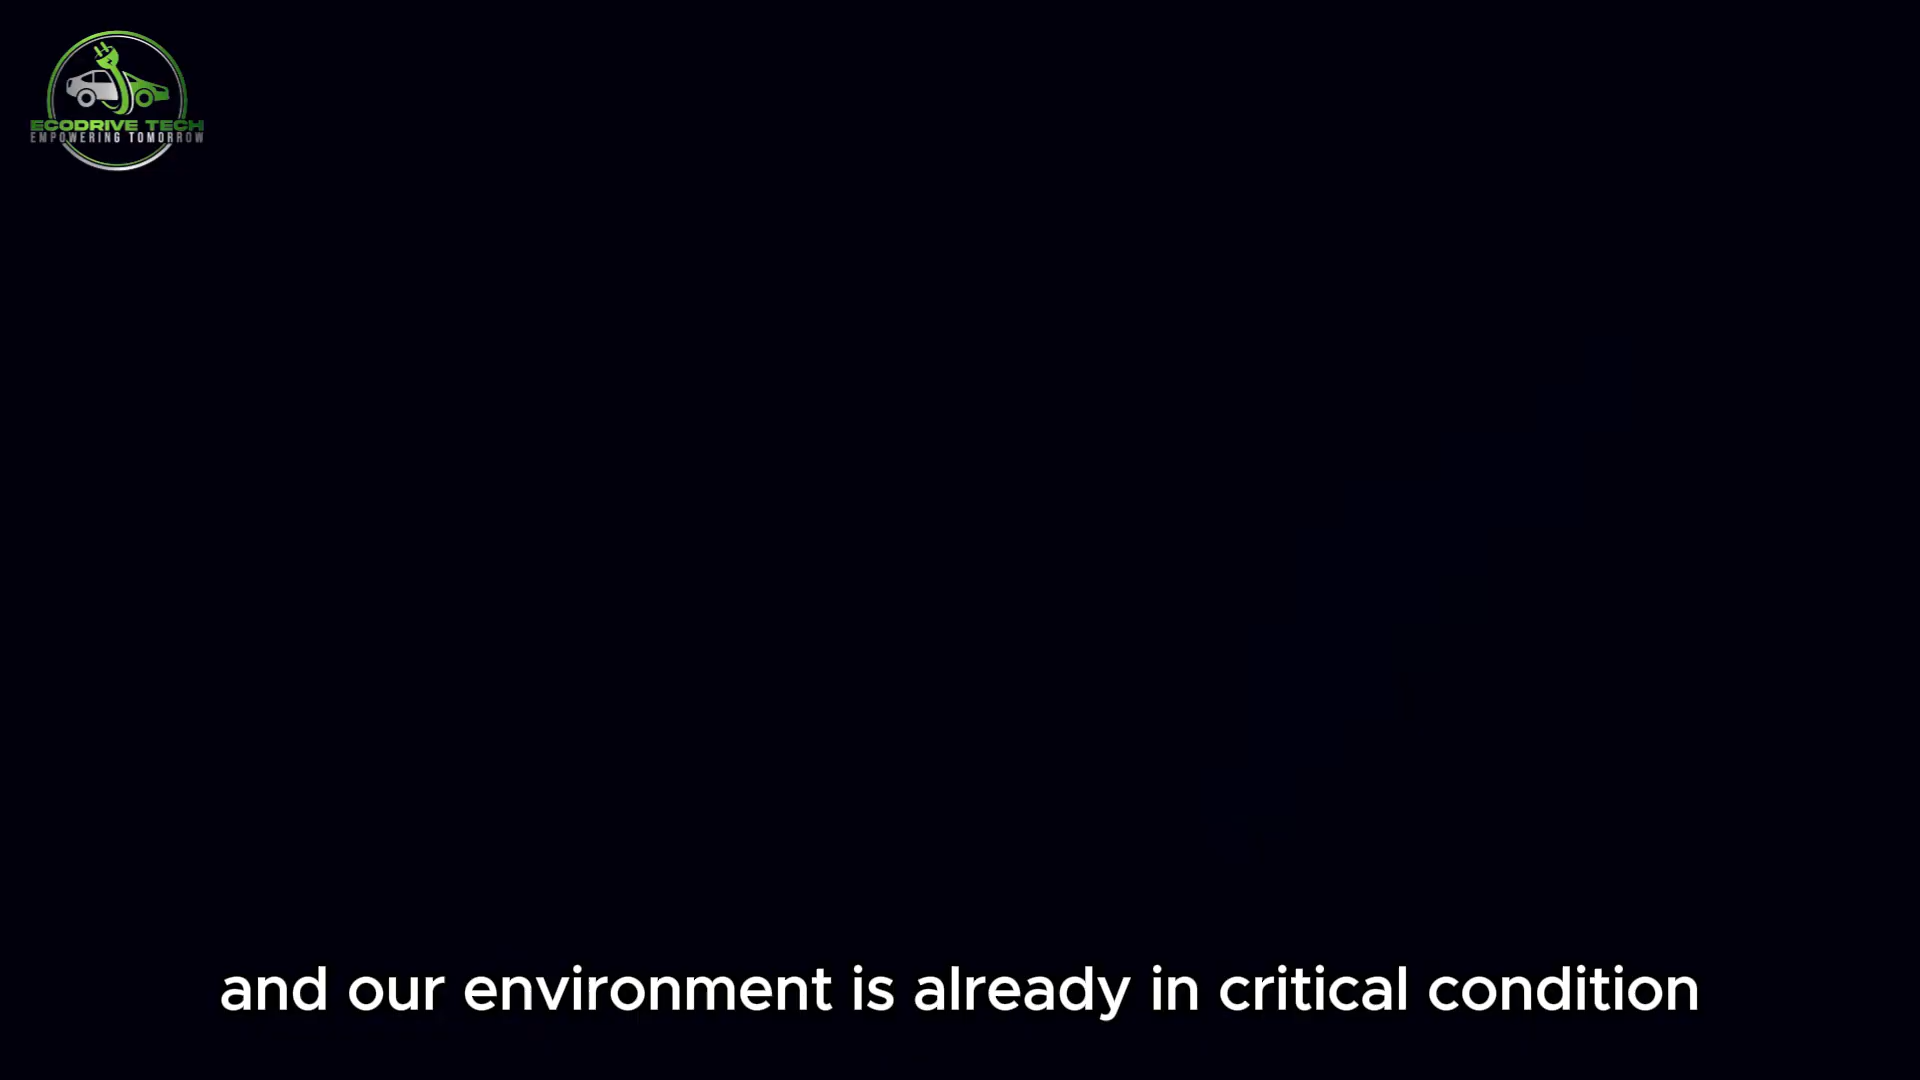 ECODRIVE TECH
EMPOWERING TOMORROW
and our environment is already in critical condition